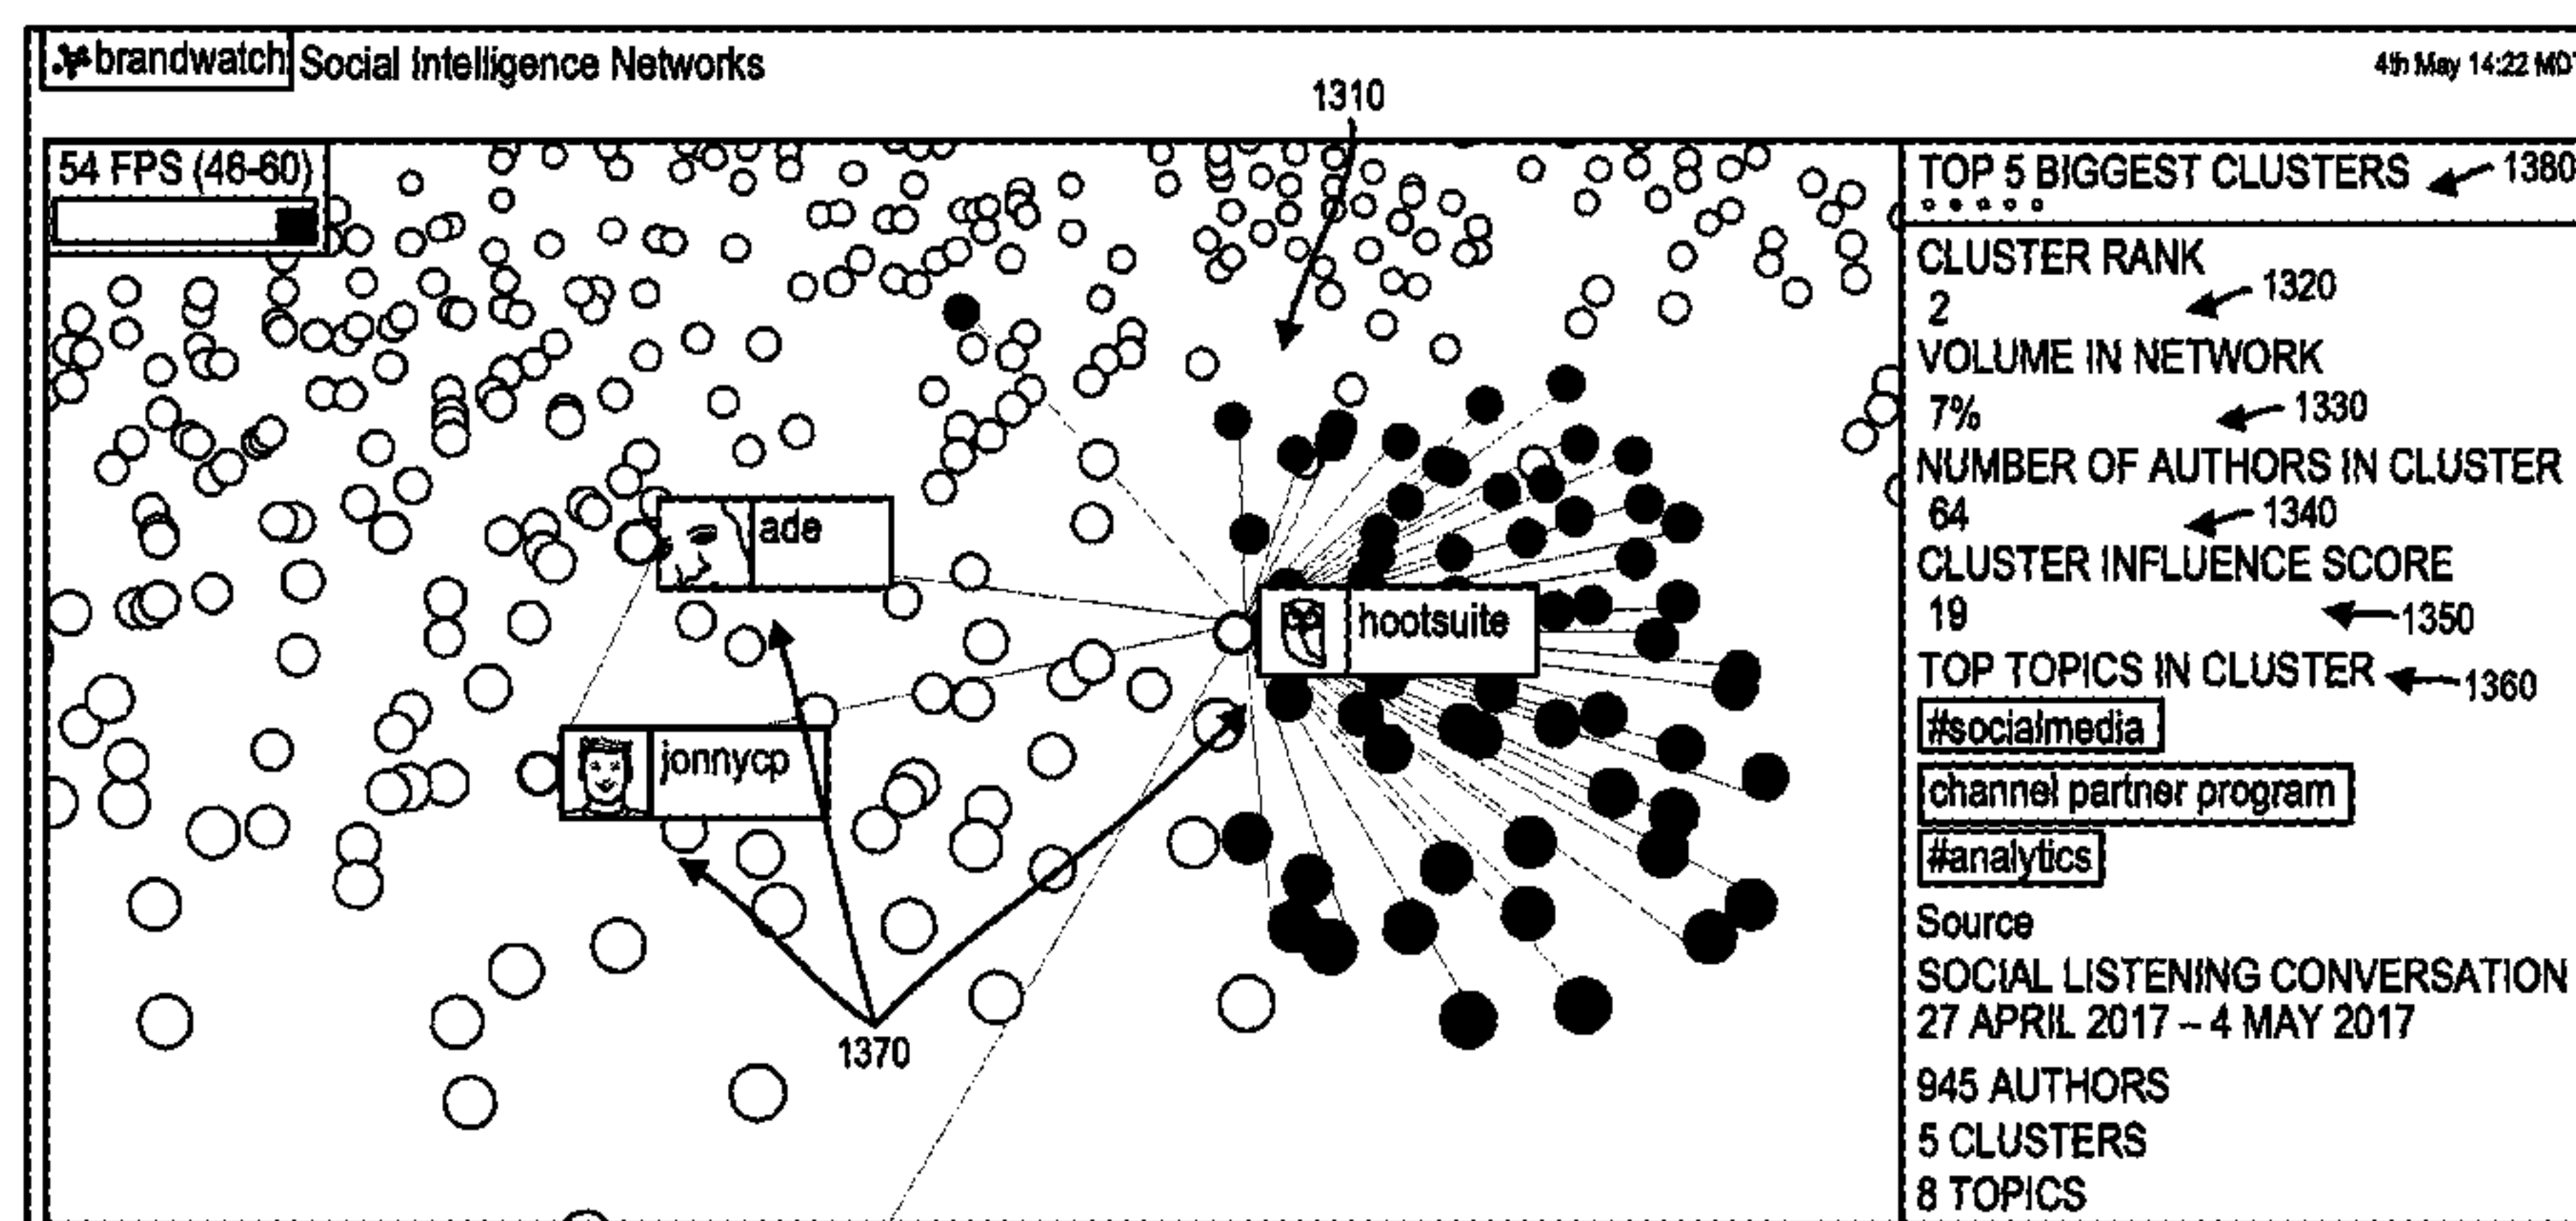 brandwatch Social Intelligence Networks
4th May 14:22 MDT
1310
54 FPS (46-60)
TOP 5 BIGGEST CLUSTERS 1380
CLUSTER RANK
2 1320
VOLUME IN NETWORK
7% 1330
NUMBER OF AUTHORS IN CLUSTER
64 1340
CLUSTER INFLUENCE SCORE
19 1350
TOP TOPICS IN CLUSTER 1360
#socialmedia
channel partner program
#analytics
Source
SOCIAL LISTENING CONVERSATION
27 APRIL 2017 – 4 MAY 2017
945 AUTHORS
5 CLUSTERS
8 TOPICS
ade
hootsuite
jonnycp
1370